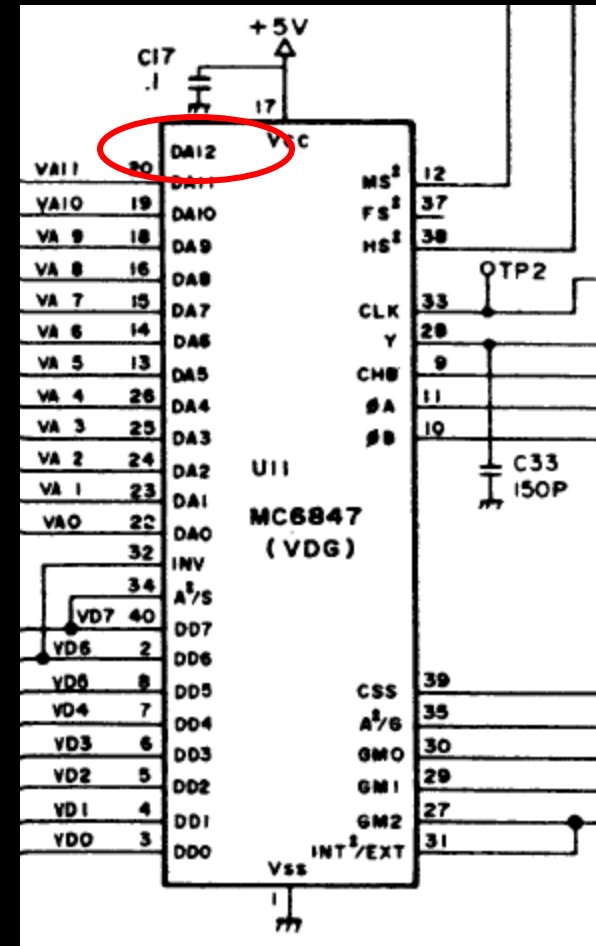 +5V
C17
.1
17
VCC
DA12
VA11 20 DA11
MS 12
VA10 19 DA10
FS 37
VA 9 18 DA9
HS 38
VA 8 16 DA8
TP2
VA 7 15 DA7
CLK 33
VA 6 14 DA6
Y 28
VA 5 13 DA5
CHB 9
VA 4 26 DA4
ØA 11
VA 3 25 DA3
ØB 10
VA 2 24 DA2
U11
C33
150P
VA 1 23 DA1
MC6847
VA0 22 DA0
(VDG)
32 INV
34 A/S
VD7 40 DD7
VD6 2 DD6
VD5 8 DD5
CSS 39
VD4 7 DD4
A/G 35
VD3 6 DD3
GM0 30
VD2 5 DD2
GM1 29
VD1 4 DD1
GM2 27
VD0 3 DD0
INT/EXT 31
Vss
1